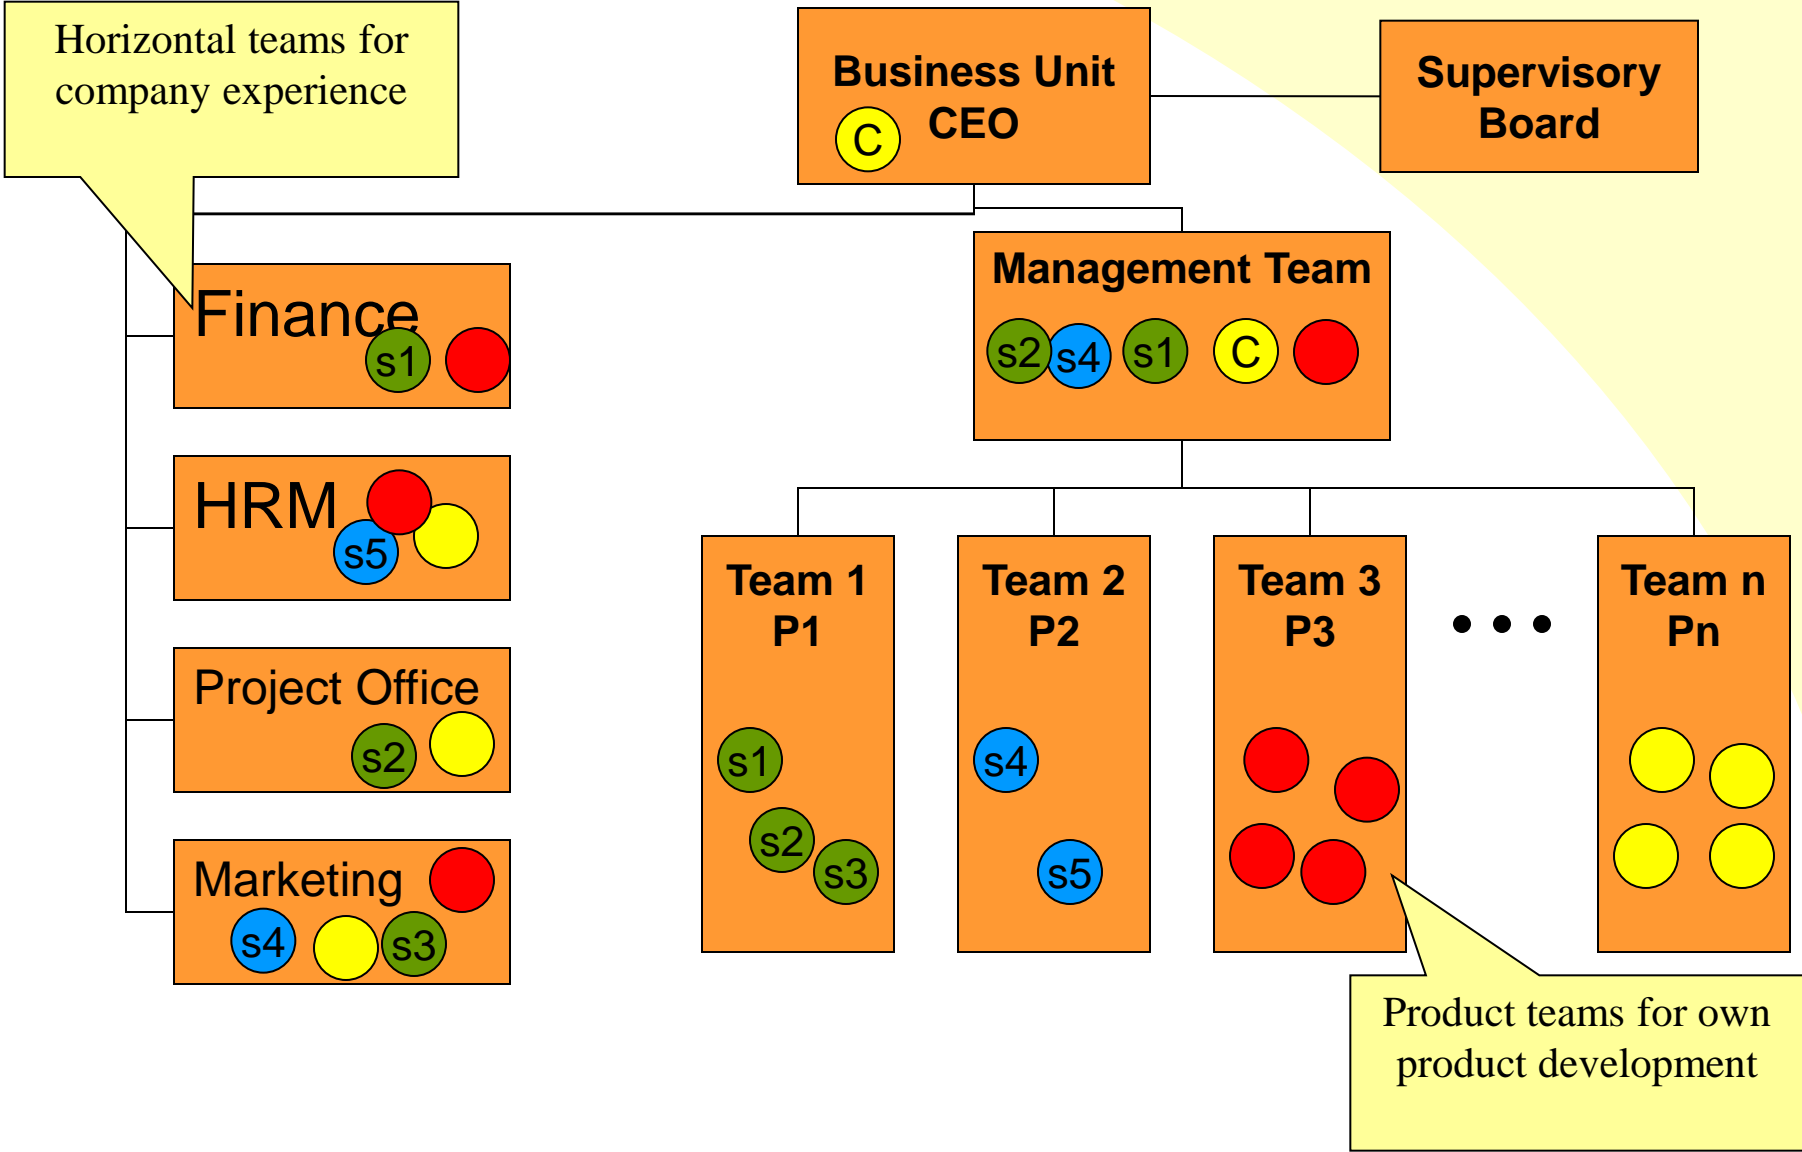 Horizontal teams for
company experience
Business Unit
CEO
C
Supervisory
Board
Finance
s1
HRM
s5
Project Office
s2
Marketing
s4
s3
Management Team
s2
s4
s1
C
Team 1
P1
s1
s2
s3
Team 2
P2
s4
s5
Team 3
P3
• • •
Team n
Pn
Product teams for own
product development